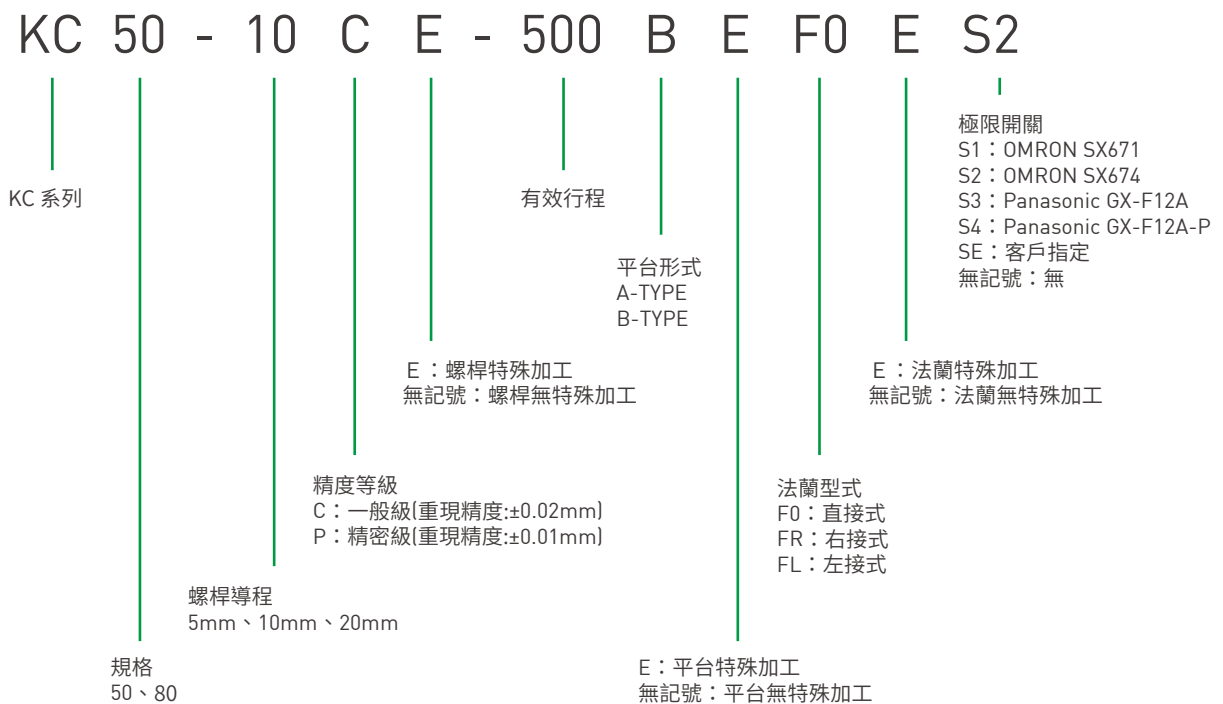 KC 50 - 10 C E - 500 B E F0 E S2
極限開關
S1：OMRON SX671
S2：OMRON SX674
S3：Panasonic GX-F12A
S4：Panasonic GX-F12A-P
SE：客戶指定
無記號：無
KC 系列
有效行程
平台形式
A-TYPE
B-TYPE
E：螺桿特殊加工
無記號：螺桿無特殊加工
E：法蘭特殊加工
無記號：法蘭無特殊加工
精度等級
C：一般級(重現精度:±0.02mm)
P：精密級(重現精度:±0.01mm)
法蘭型式
F0：直接式
FR：右接式
FL：左接式
螺桿導程
5mm、10mm、20mm
規格
50、80
E：平台特殊加工
無記號：平台無特殊加工